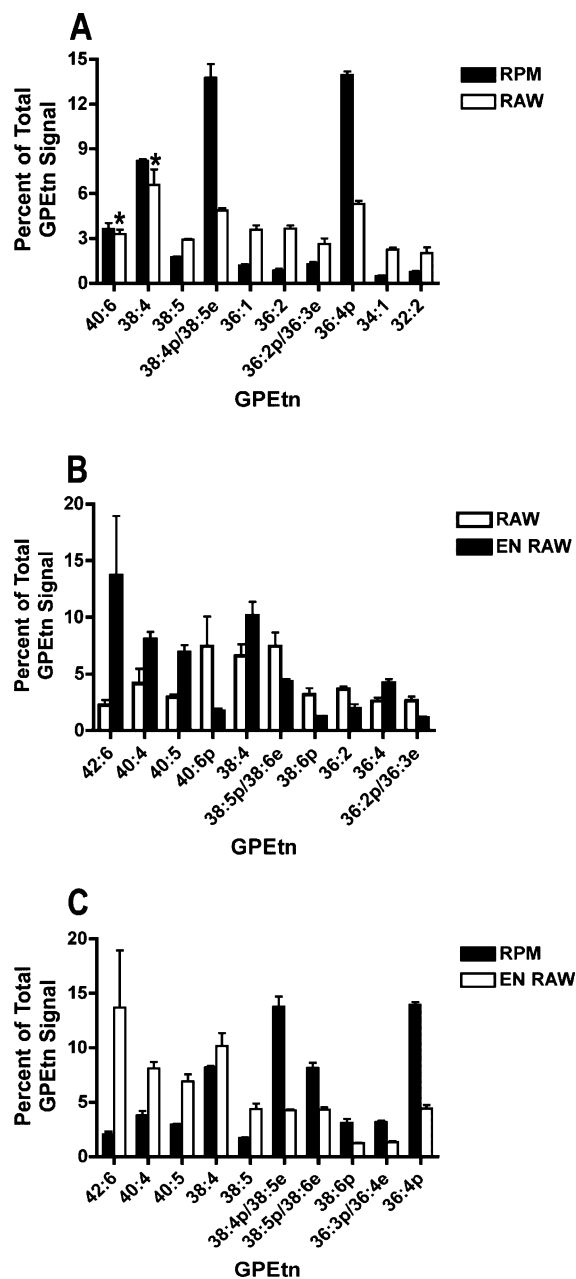 A
Percent of Total
GPEtn Signal
15
12
9
6
3
0
* *
RPM
RAW
40:6 38:4 38:5 38:4p/38:5e 36:1 36:2 36:2p/36:3e 36:4p 34:1 32:2
GPEtn
B
Percent of Total
GPEtn Signal
20
15
10
5
0
RAW
EN RAW
42:6 40:4 40:5 40:6p 38:4 38:5p/38:6e 38:6p 36:2 36:4 36:2p/36:3e
GPEtn
C
Percent of Total
GPEtn Signal
20
15
10
5
0
RPM
EN RAW
42:6 40:4 40:5 38:4 38:5 38:4p/38:5e 38:5p/38:6e 38:6p 36:3p/36:4e 36:4p
GPEtn